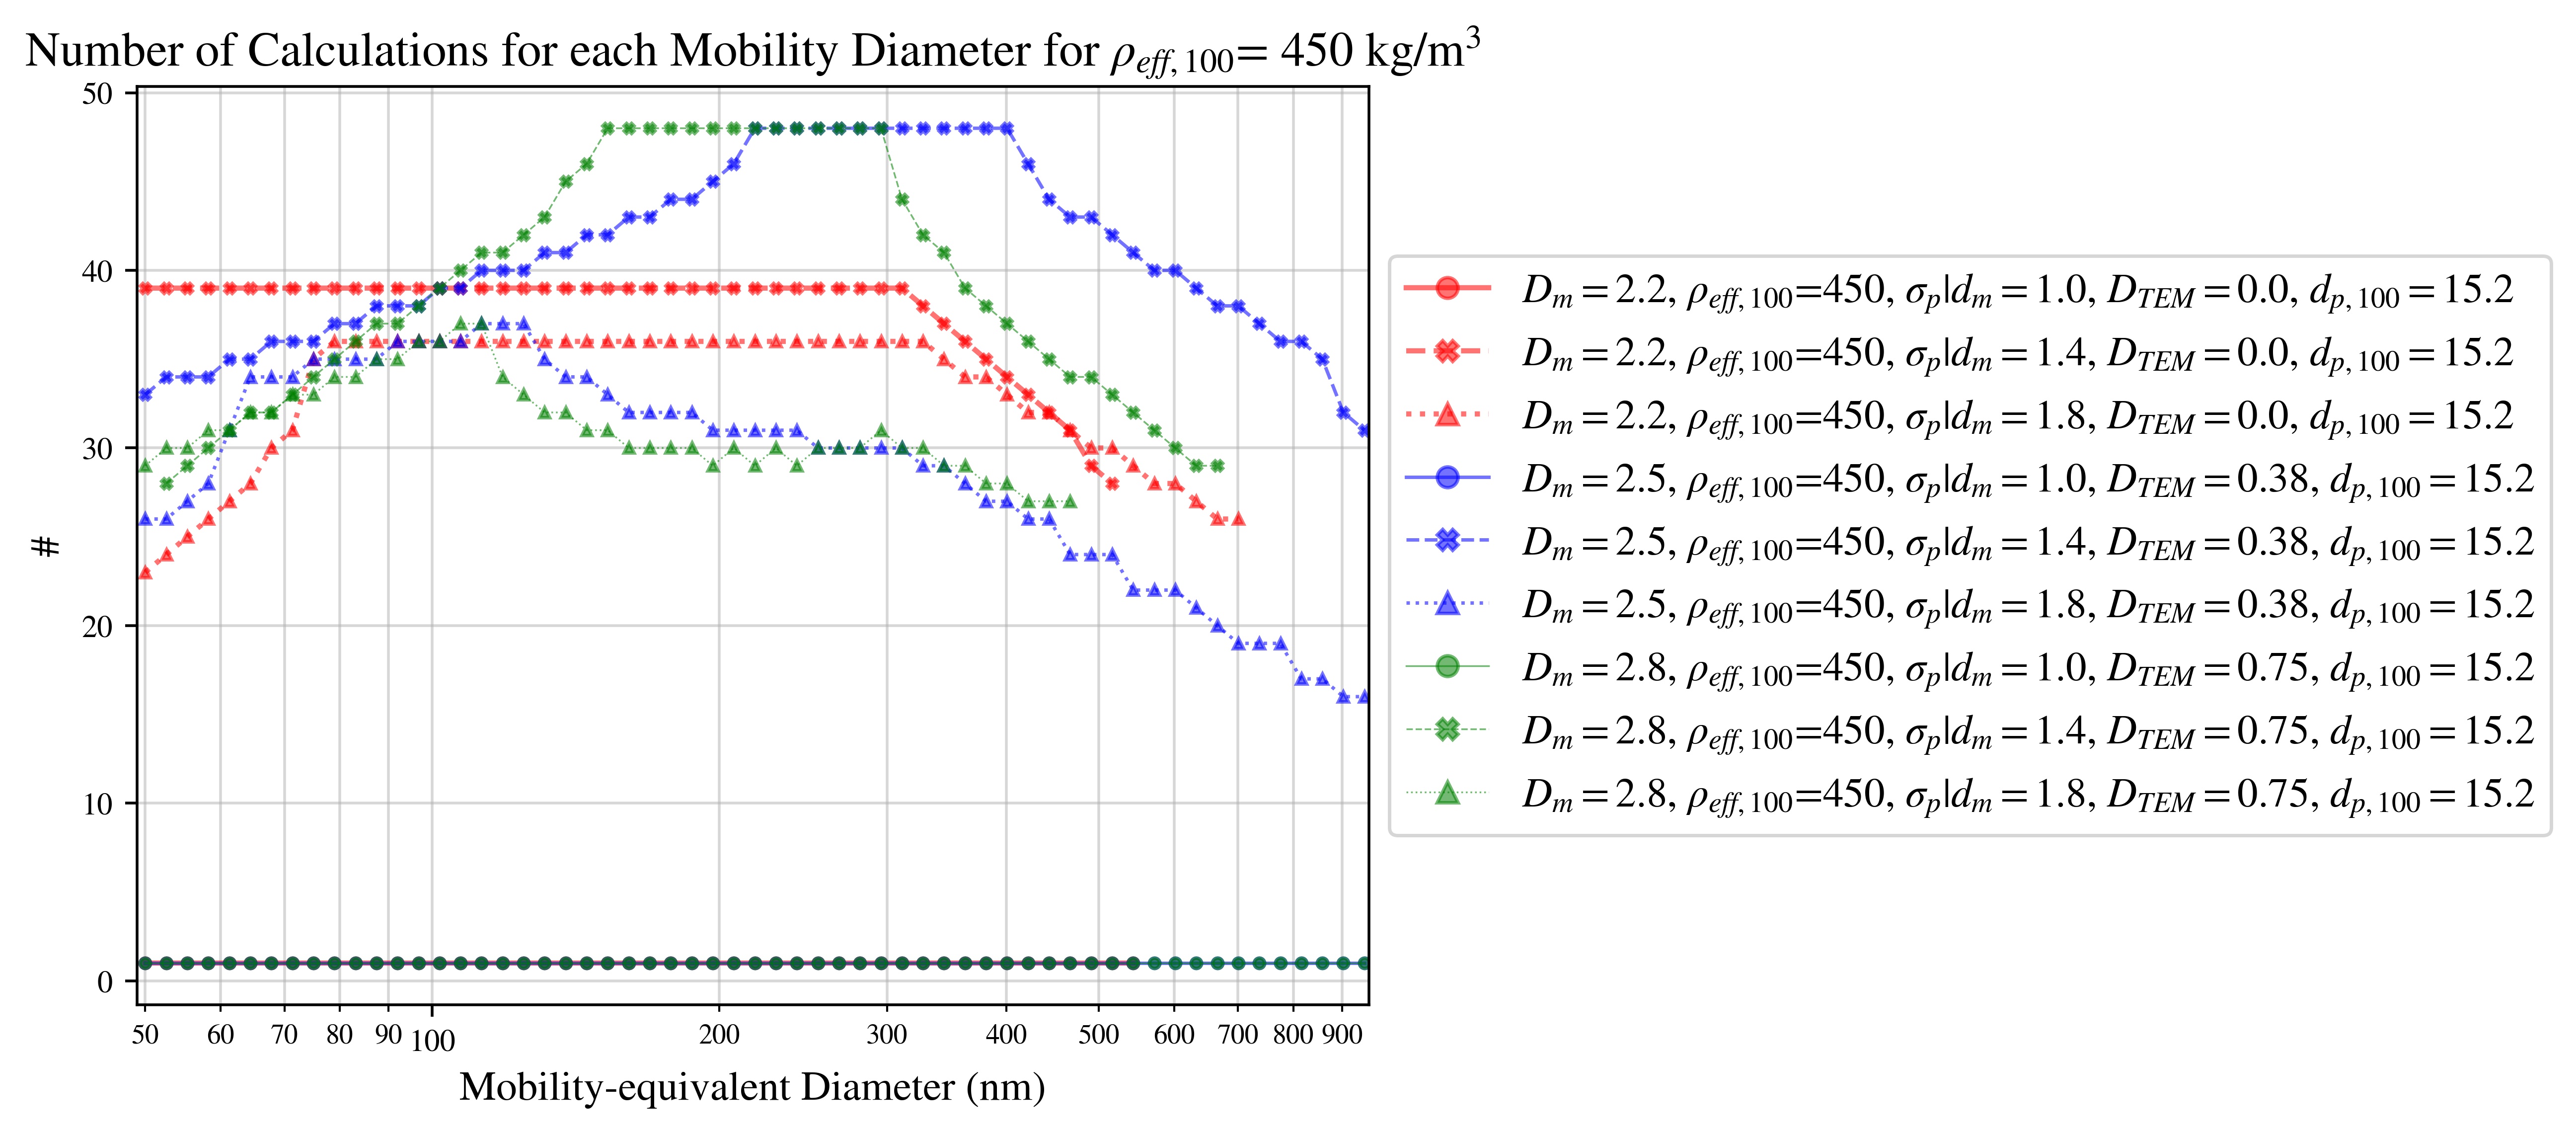 Number of Calculations for each Mobility Diameter for ρeff, 100= 450 kg/m³
50
40
30
20
10
0
#
50 60 70 80 90 100 200 300 400 500 600 700 800 900
Mobility-equivalent Diameter (nm)
Dm = 2.2, ρeff, 100=450, σp|dm = 1.0, DTEM = 0.0, dp, 100 = 15.2
Dm = 2.2, ρeff, 100=450, σp|dm = 1.4, DTEM = 0.0, dp, 100 = 15.2
Dm = 2.2, ρeff, 100=450, σp|dm = 1.8, DTEM = 0.0, dp, 100 = 15.2
Dm = 2.5, ρeff, 100=450, σp|dm = 1.0, DTEM = 0.38, dp, 100 = 15.2
Dm = 2.5, ρeff, 100=450, σp|dm = 1.4, DTEM = 0.38, dp, 100 = 15.2
Dm = 2.5, ρeff, 100=450, σp|dm = 1.8, DTEM = 0.38, dp, 100 = 15.2
Dm = 2.8, ρeff, 100=450, σp|dm = 1.0, DTEM = 0.75, dp, 100 = 15.2
Dm = 2.8, ρeff, 100=450, σp|dm = 1.4, DTEM = 0.75, dp, 100 = 15.2
Dm = 2.8, ρeff, 100=450, σp|dm = 1.8, DTEM = 0.75, dp, 100 = 15.2